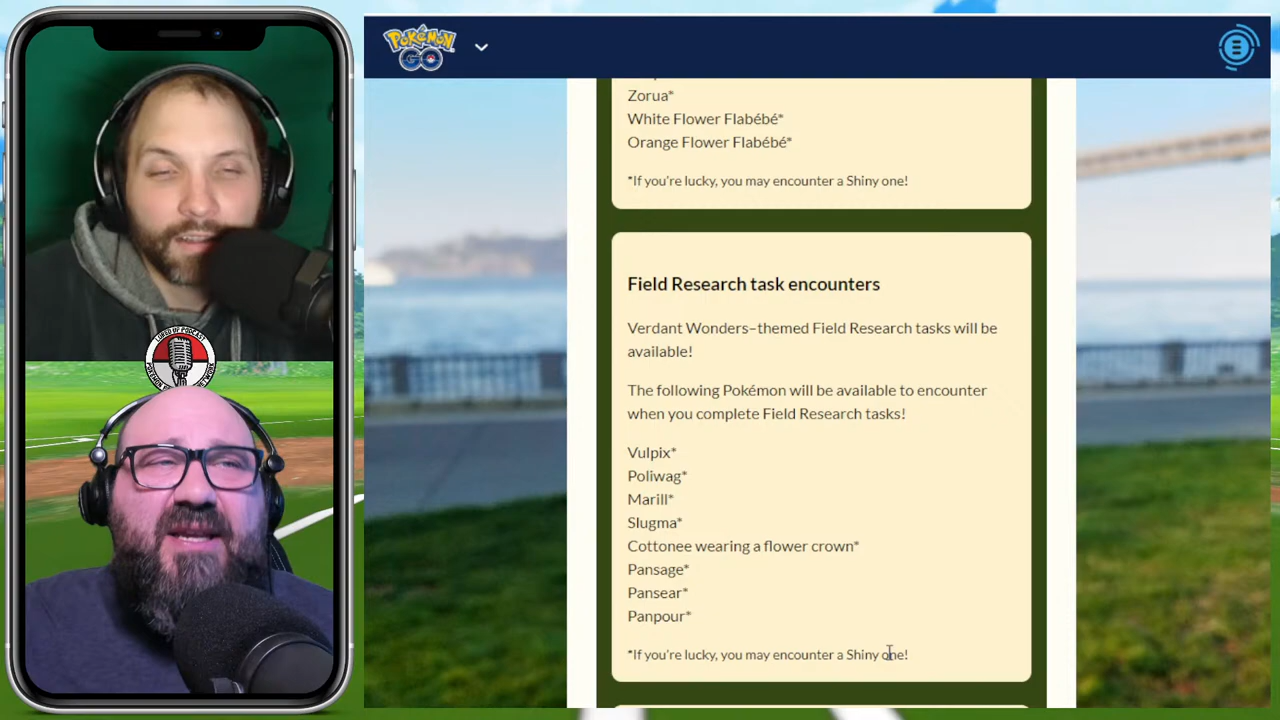 POKéMON
GO
Zorua*
White Flower Flabébé*
Orange Flower Flabébé*
*If you're lucky, you may encounter a Shiny one!
Field Research task encounters
Verdant Wonders–themed Field Research tasks will be
available!
The following Pokémon will be available to encounter
when you complete Field Research tasks!
Vulpix*
Poliwag*
Marill*
Slugma*
Cottonee wearing a flower crown*
Pansage*
Pansear*
Panpour*
*If you're lucky, you may encounter a Shiny one!